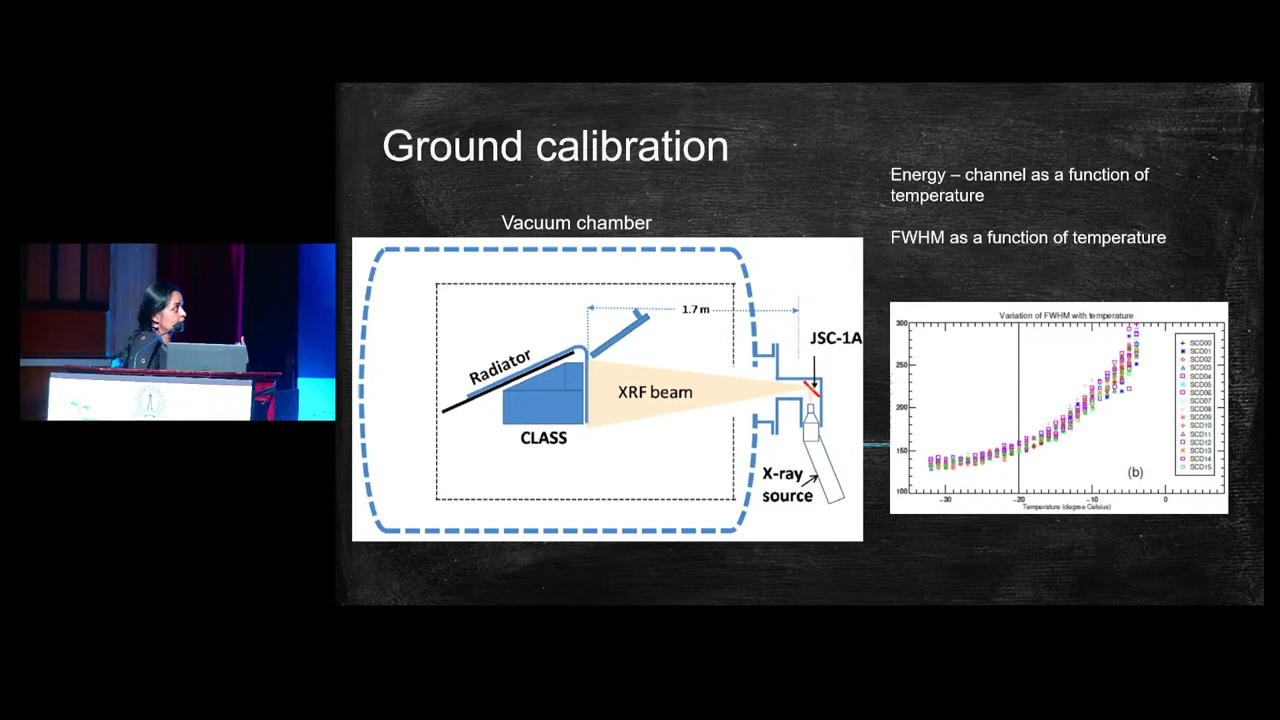 Ground calibration
Energy – channel as a function of
temperature
FWHM as a function of temperature
Vacuum chamber
1.7 m
JSC-1A
Radiator
XRF beam
CLASS
X-ray
source
Variation of FWHM with temperature
300
250
200
150
100
-30
-20
-10
0
Temperature (degree Celsius)
(b)
SCD00
SCD01
SCD02
SCD03
SCD04
SCD05
SCD06
SCD07
SCD08
SCD09
SCD10
SCD11
SCD12
SCD13
SCD14
SCD15